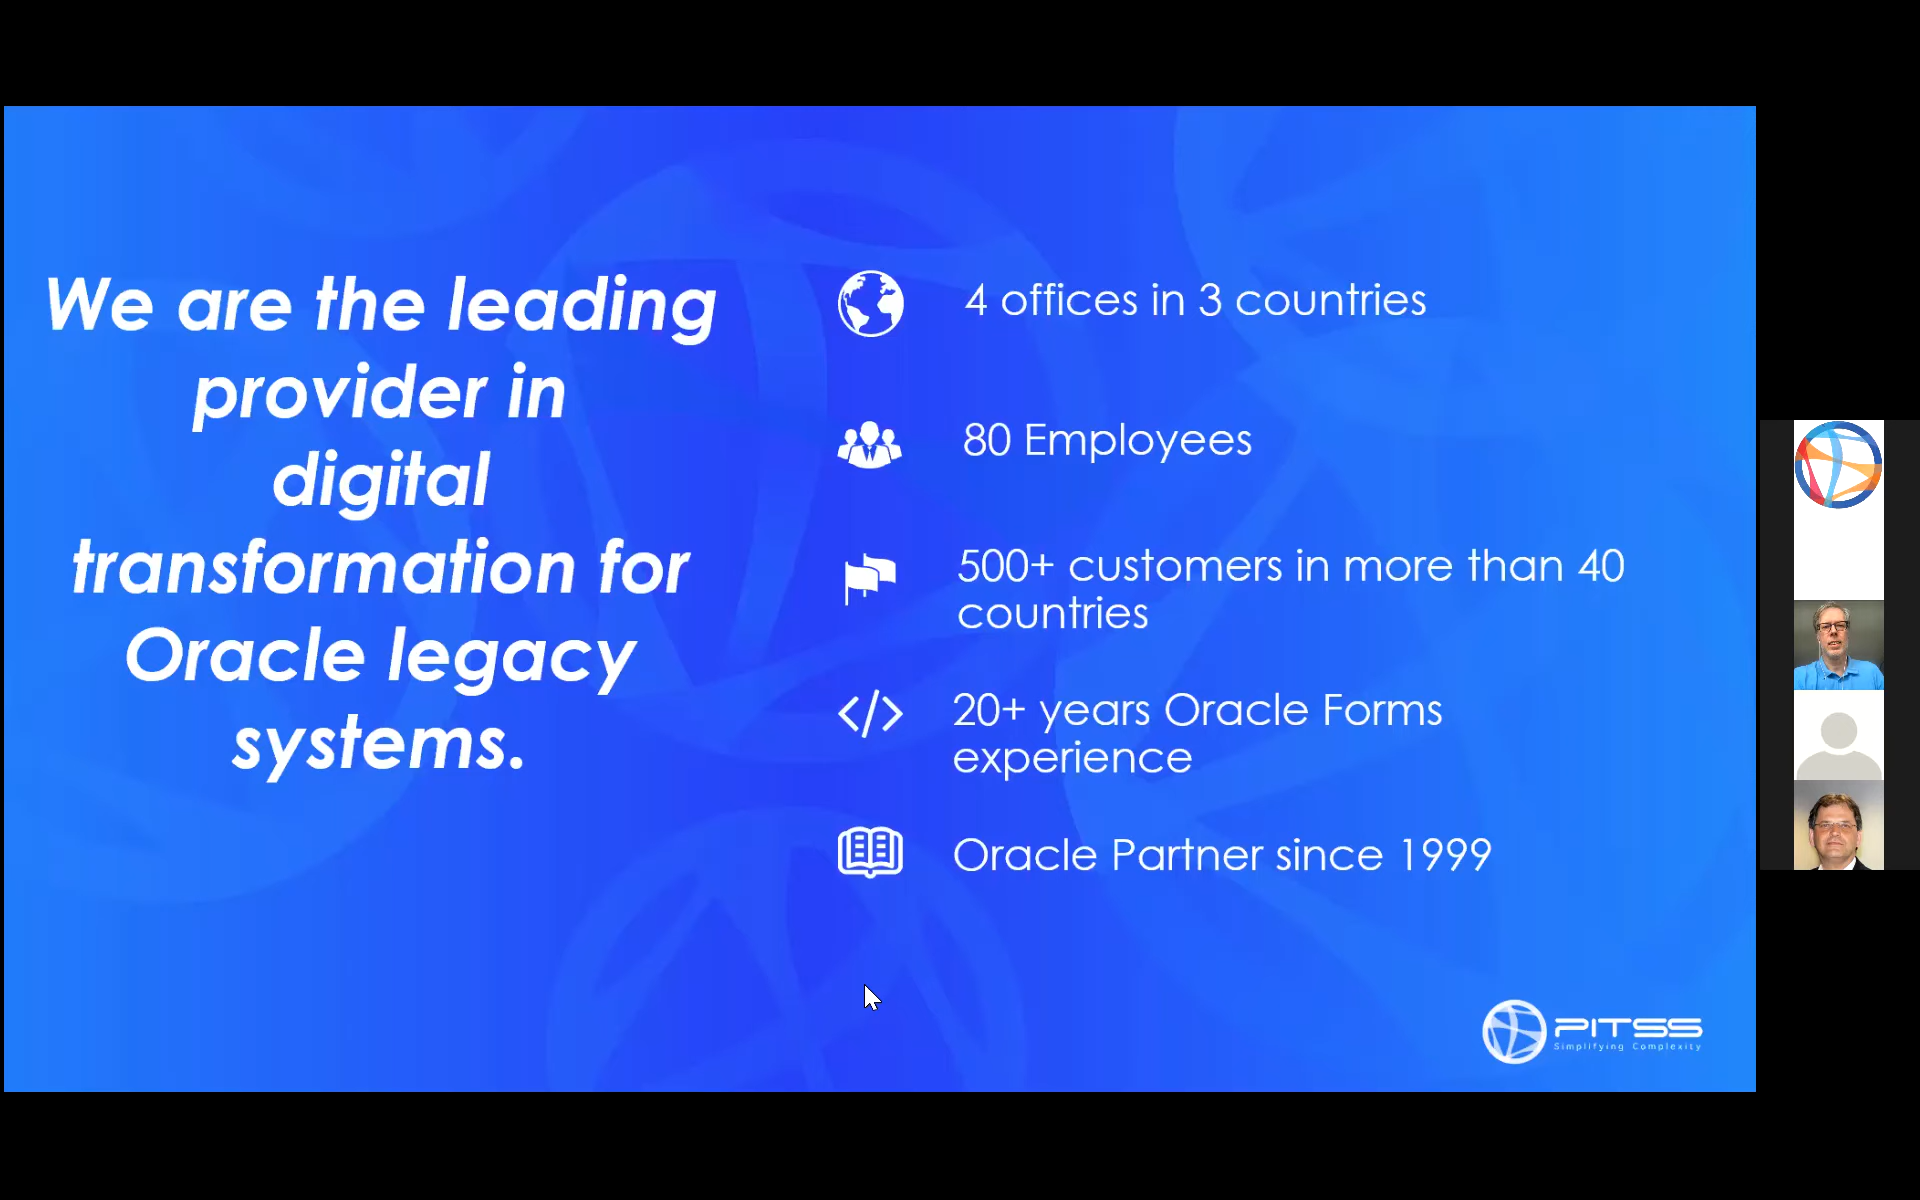 We are the leading
provider in
digital
transformation for
Oracle legacy
systems.
4 offices in 3 countries
80 Employees
500+ customers in more than 40
countries
20+ years Oracle Forms
experience
Oracle Partner since 1999
PITSS
Simplifying Complexity